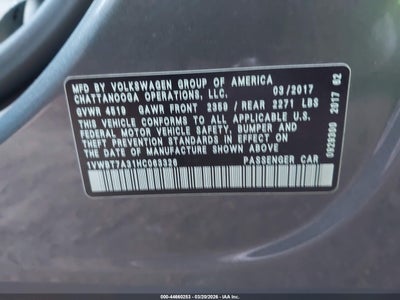 MFD BY VOLKSWAGEN GROUP OF AMERICA
CHATTANOOGA OPERATIONS, LLC. 03/2017
GVWR 4519 GAWR FRONT 2359 / REAR 2271 LBS
THIS VEHICLE CONFORMS TO ALL APPLICABLE U.S.
FEDERAL MOTOR VEHICLE SAFETY, BUMPER AND
THEFT PREVENTION STANDARDS IN EFFECT
ON THE DATE OF MANUFACTURE SHOWN ABOVE
PASSENGER CAR
2017 02
000-44660253 - 03/20/2026 -